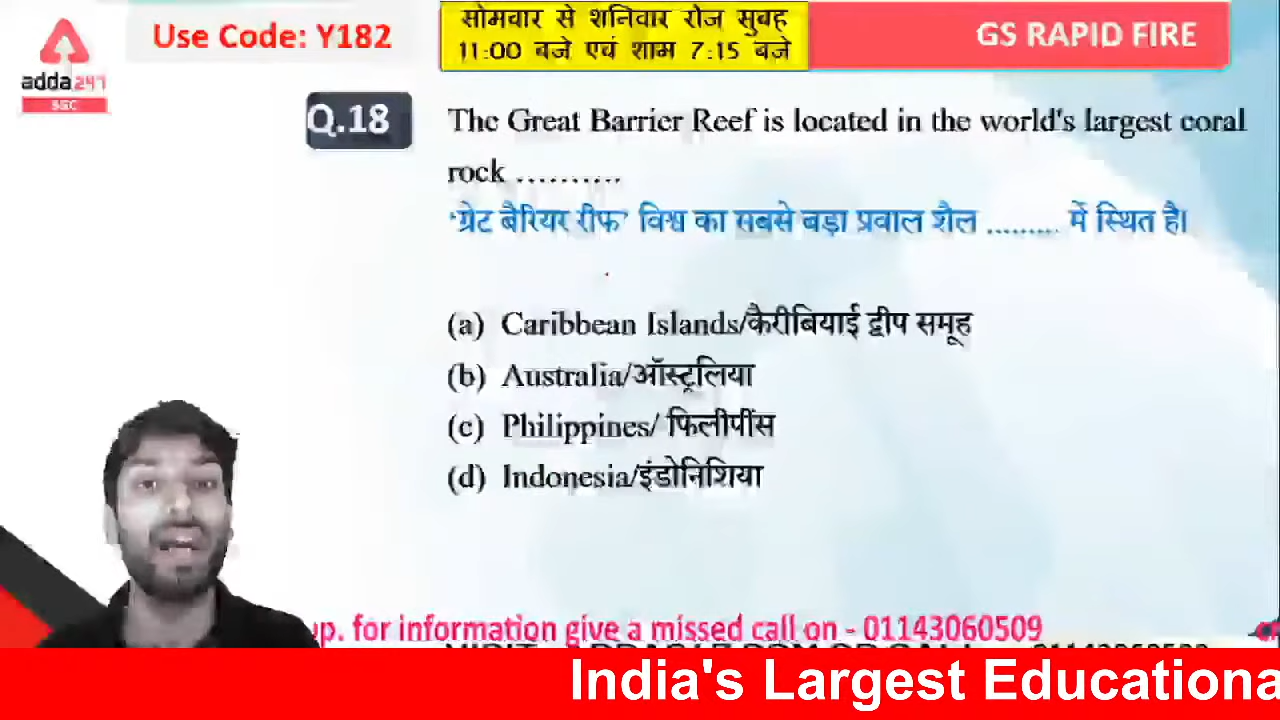 Use Code: Y182
सोमवार से शनिवार रोज सुबह
11:00 बजे एवं शाम 7:15 बजे
GS RAPID FIRE
adda247
SSC
Q.18
The Great Barrier Reef is located in the world's largest coral
rock ..........
'ग्रेट बैरियर रीफ' विश्व का सबसे बड़ा प्रवाल शैल ......... में स्थित है।
(a) Caribbean Islands/कैरीबियाई द्वीप समूह
(b) Australia/ऑस्ट्रलिया
(c) Philippines/ फिलीपींस
(d) Indonesia/इंडोनिशिया
up. for information give a missed call on - 01143060509
India's Largest Educationa